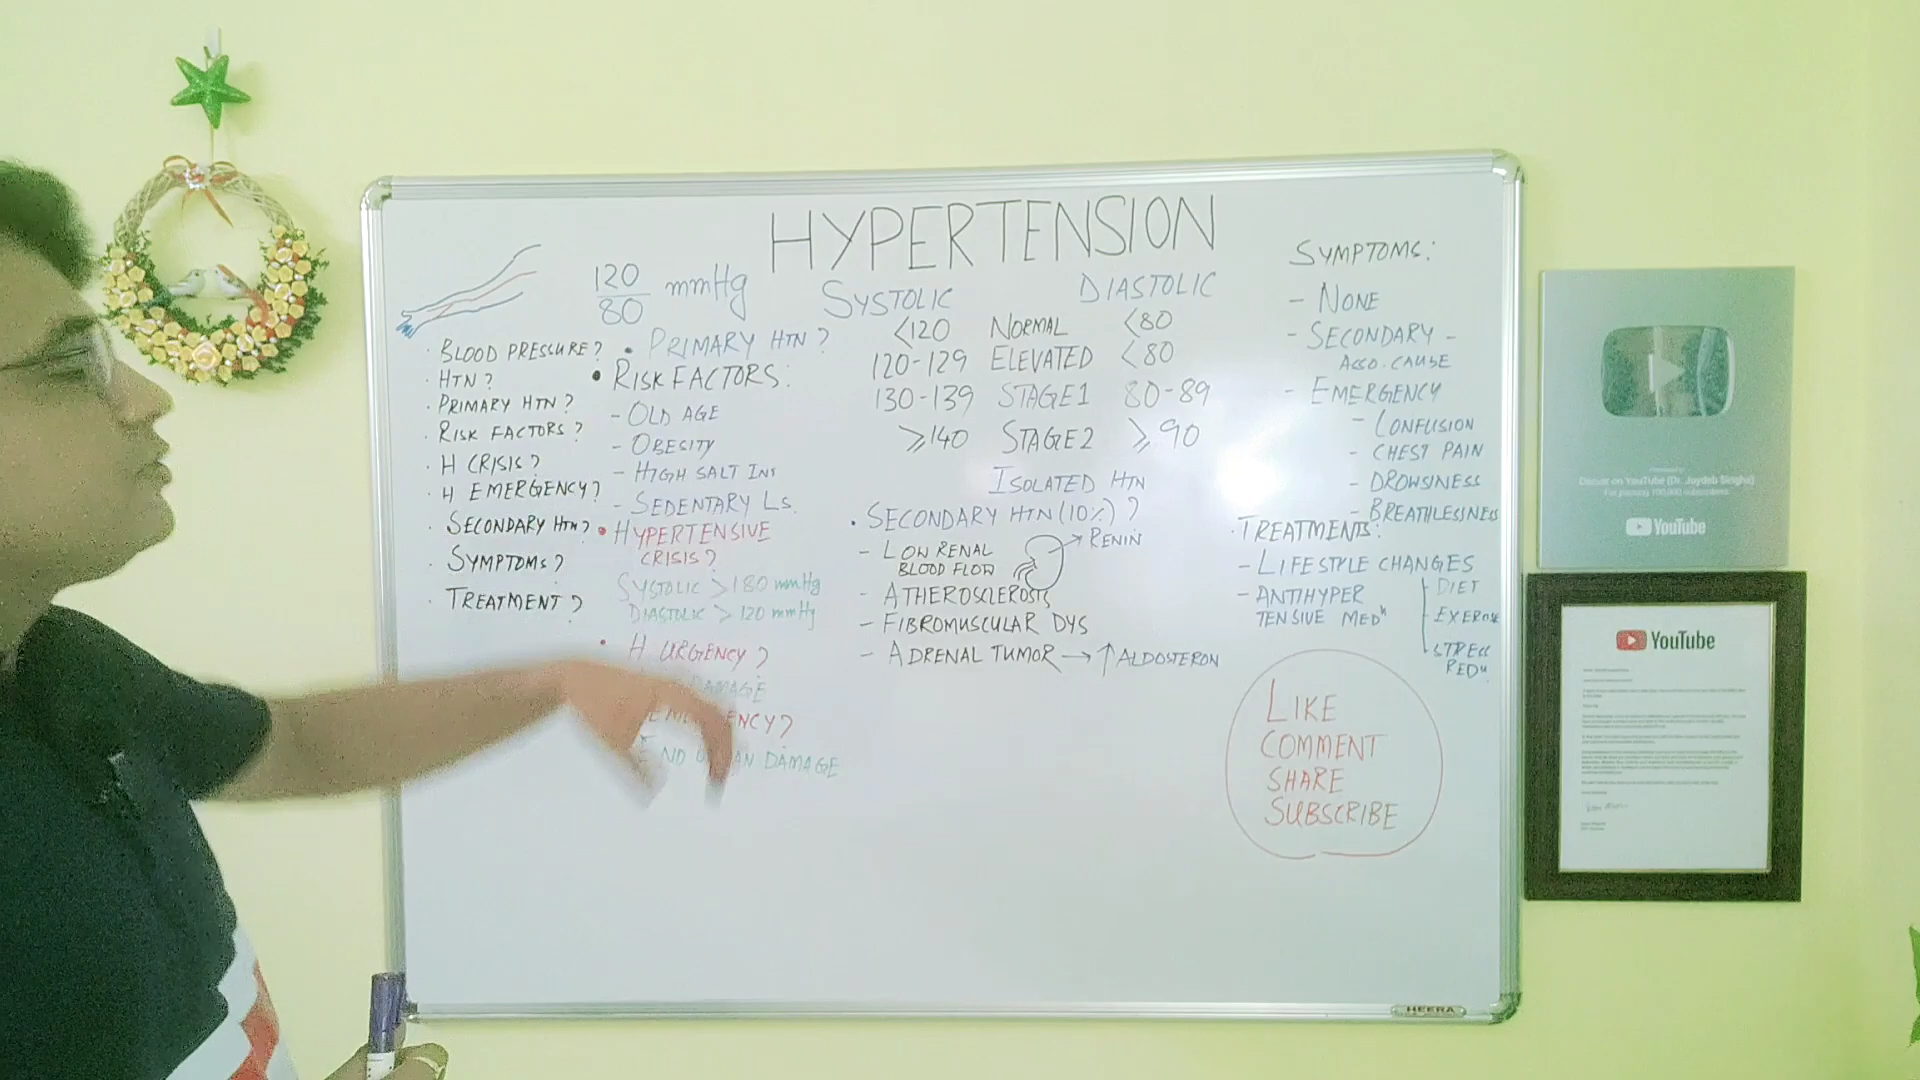 HYPERTENSION
120
80
mmHg
BLOOD PRESSURE?
HTN?
PRIMARY HTN?
RISK FACTORS?
H CRISIS?
H EMERGENCY?
SECONDARY HTN?
SYMPTOMS?
TREATMENT?
• PRIMARY HTN?
• RISK FACTORS:
- OLD AGE
- OBESITY
- HIGH SALT INT
- SEDENTARY LS.
• HYPERTENSIVE
CRISIS?
SYSTOLIC >180 mmHg
DIASTOLIC >120 mmHg
• H URGENCY?
DAMAGE
DAMAGE
SYSTOLIC DIASTOLIC
<120 NORMAL <80
120-129 ELEVATED <80
130-139 STAGE1 80-89
≥140 STAGE2 ≥90
ISOLATED HTN
• SECONDARY HTN (10%)?
- LOW RENAL
BLOOD FLOW
→ RENIN
- ATHEROSCLEROSIS
- FIBROMUSCULAR DYS
- ADRENAL TUMOR → ↑ ALDOSTERON
SYMPTOMS:
- NONE
- SECONDARY -
ASSO. CAUSE
- EMERGENCY
- CONFUSION
- CHEST PAIN
- DROWSINESS
- BREATHLESSNESS
• TREATMENTS:
- LIFESTYLE CHANGES
- DIET
- STRESS
- ANTIHYPER
TENSIVE MEDⁿ
LIKE
COMMENT
SHARE
SUBSCRIBE
HEERA
YouTube
YouTube